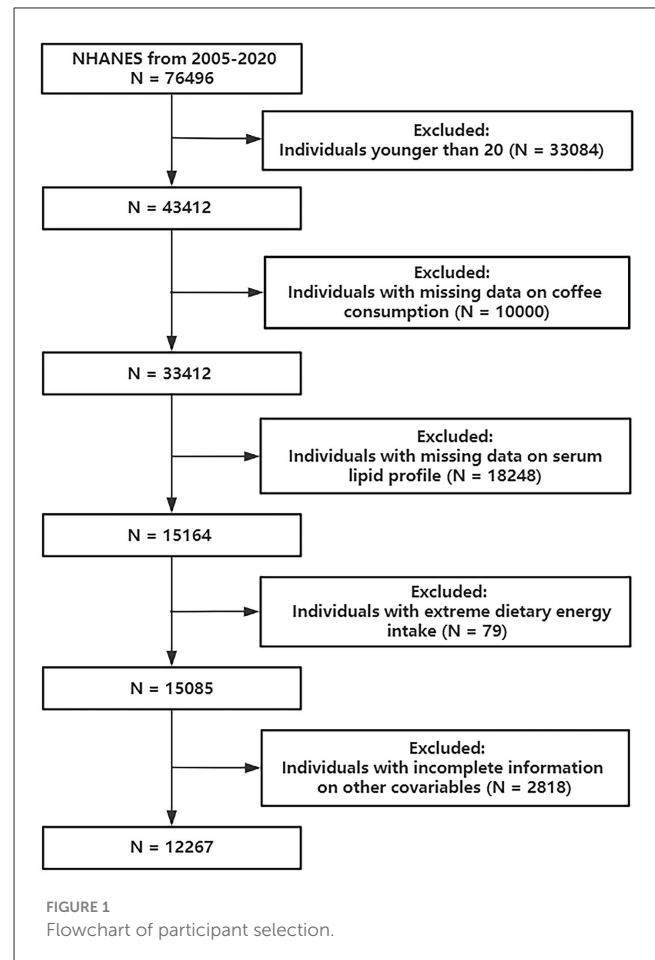 NHANES from 2005-2020
N = 76496
Excluded:
Individuals younger than 20 (N = 33084)
N = 43412
Excluded:
Individuals with missing data on coffee
consumption (N = 10000)
N = 33412
Excluded:
Individuals with missing data on serum
lipid profile (N = 18248)
N = 15164
Excluded:
Individuals with extreme dietary energy
intake (N = 79)
N = 15085
Excluded:
Individuals with incomplete information
on other covariables (N = 2818)
N = 12267
FIGURE 1
Flowchart of participant selection.